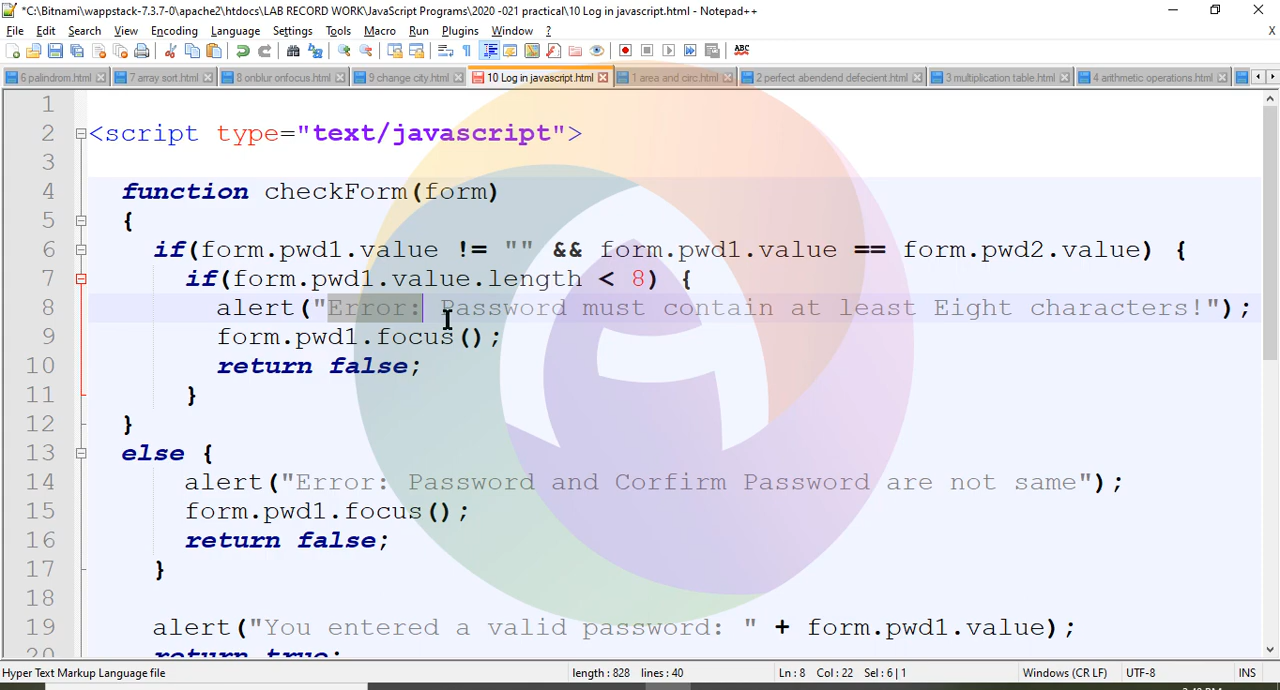 *C:\Bitnami\wappstack-7.3.7-0\apache2\htdocs\LAB RECORD WORK\JavaScript Programs\2020 -021 practical\10 Log in javascript.html - Notepad++
File Edit Search View Encoding Language Settings Tools Macro Run Plugins Window ? X
6 palindrom.html 7 array sort.html 8 onblur onfocus.html 9 change city.html 10 Log in javascript.html 1 area and circ.html 2 perfect abendend defecient.html 3 multiplication table.html 4 arithmetic operations.html
1
2 <script type="text/javascript">
3
4 function checkForm(form)
5 {
6 if(form.pwd1.value != "" && form.pwd1.value == form.pwd2.value) {
7 if(form.pwd1.value.length < 8) {
8 alert("Error: Password must contain at least Eight characters!");
9 form.pwd1.focus();
10 return false;
11 }
12 }
13 else {
14 alert("Error: Password and Corfirm Password are not same");
15 form.pwd1.focus();
16 return false;
17 }
18
19 alert("You entered a valid password: " + form.pwd1.value);
20 return true;
Hyper Text Markup Language file length : 828 lines : 40 Ln : 8 Col : 22 Sel : 6 | 1 Windows (CR LF) UTF-8 INS